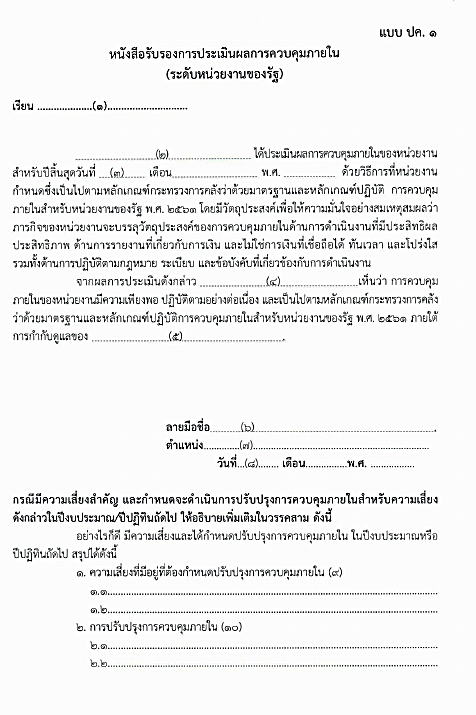 แบบ ปค. ๑
หนังสือรับรองการประเมินผลการควบคุมภายใน
(ระดับหน่วยงานของรัฐ)
เรียน ....................(๑).............................
..............................(๒)............................... ได้ประเมินผลการควบคุมภายในของหน่วยงาน
สำหรับปีสิ้นสุดวันที่ ....(๓)........ เดือน................................ พ.ศ. ................... ด้วยวิธีการที่หน่วยงาน
กำหนดซึ่งเป็นไปตามหลักเกณฑ์กระทรวงการคลังว่าด้วยมาตรฐานและหลักเกณฑ์ปฏิบัติ การควบคุม
ภายในสำหรับหน่วยงานของรัฐ พ.ศ. ๒๕๖๑ โดยมีวัตถุประสงค์เพื่อให้ความมั่นใจอย่างสมเหตุสมผลว่า
ภารกิจของหน่วยงานจะบรรลุวัตถุประสงค์ของการควบคุมภายในด้านการดำเนินงานที่มีประสิทธิผล
ประสิทธิภาพ ด้านการรายงานที่เกี่ยวกับการเงิน และไม่ใช่การเงินที่เชื่อถือได้ ทันเวลา และโปร่งใส
รวมทั้งด้านการปฏิบัติตามกฎหมาย ระเบียบ และข้อบังคับที่เกี่ยวข้องกับการดำเนินงาน
จากผลการประเมินดังกล่าว .........................(๔)..............................เห็นว่า การควบคุม
ภายในของหน่วยงานมีความเพียงพอ ปฏิบัติตามอย่างต่อเนื่อง และเป็นไปตามหลักเกณฑ์กระทรวงการคลัง
ว่าด้วยมาตรฐานและหลักเกณฑ์ปฏิบัติการควบคุมภายในสำหรับหน่วยงานของรัฐ พ.ศ. ๒๕๖๑ ภายใต้
การกำกับดูแลของ .............................(๕)......................................
ลายมือชื่อ............(๖).......................................................................
ตำแหน่ง.............(๗)..................................................................
วันที่...(๘)........ เดือน...............พ.ศ. ................
กรณีมีความเสี่ยงสำคัญ และกำหนดจะดำเนินการปรับปรุงการควบคุมภายในสำหรับความเสี่ยง
ดังกล่าวในปีงบประมาณ/ปีปฏิทินถัดไป ให้อธิบายเพิ่มเติมในวรรคสาม ดังนี้
อย่างไรก็ดี มีความเสี่ยงและได้กำหนดปรับปรุงการควบคุมภายใน ในปีงบประมาณหรือ
ปีปฏิทินถัดไป สรุปได้ดังนี้
๑. ความเสี่ยงที่มีอยู่ที่ต้องกำหนดปรับปรุงการควบคุมภายใน (๙)
๑.๑........................................................................................................................
๑.๒........................................................................................................................
๒. การปรับปรุงการควบคุมภายใน (๑๐)
๒.๑........................................................................................................................
๒.๒........................................................................................................................